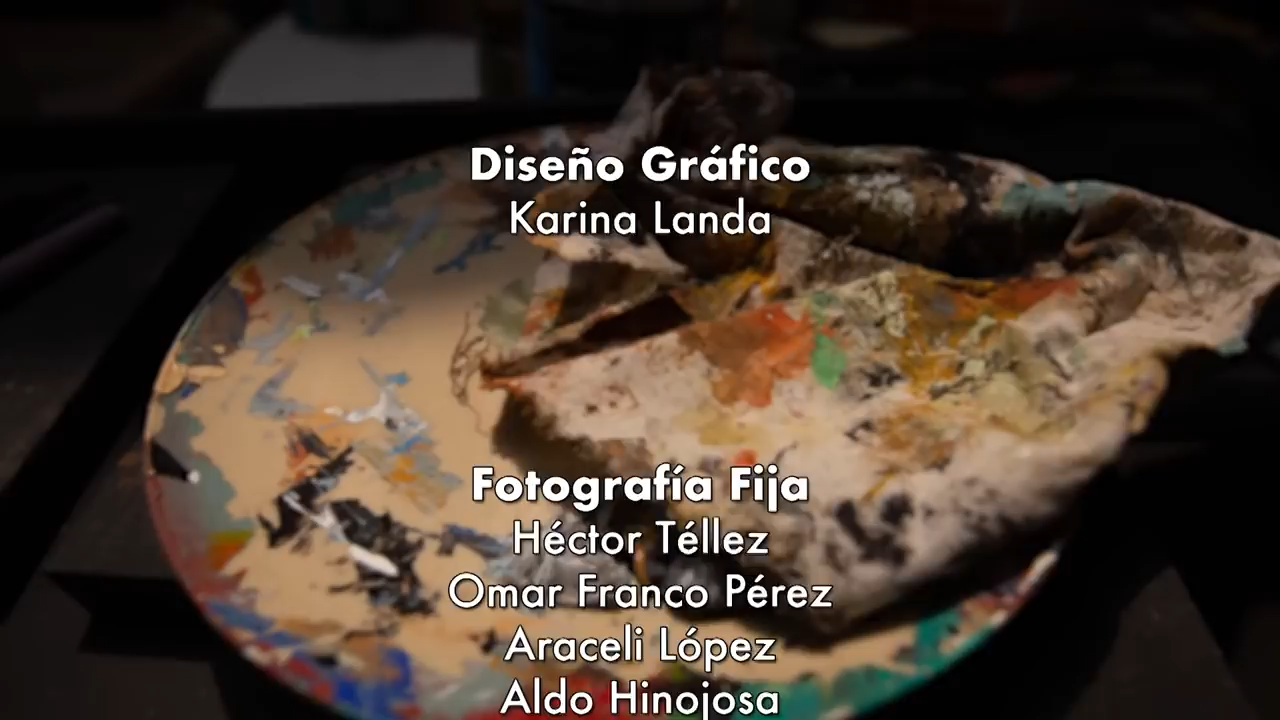 Diseño Gráfico
Karina Landa
Fotografía Fija
Héctor Téllez
Omar Franco Pérez
Araceli López
Aldo Hinojosa